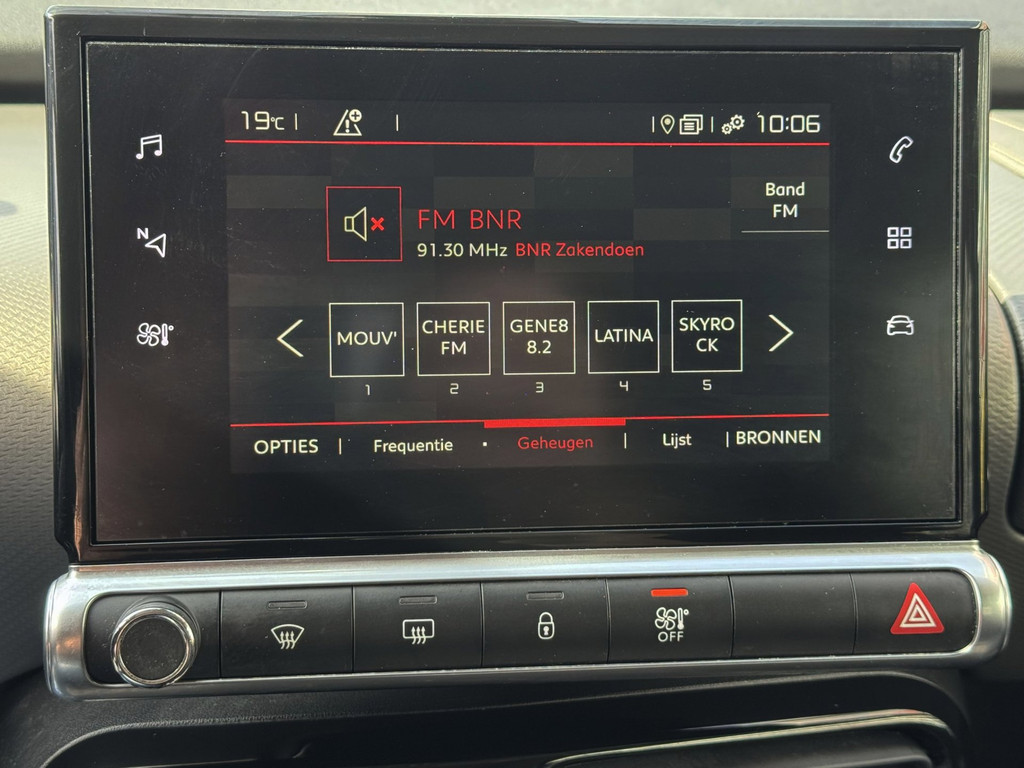 19°C
10:06
Band
FM
FM BNR
91.30 MHz BNR Zakendoen
MOUV'
CHERIE
FM
GENE8
8.2
LATINA
SKYRO
CK
1 2 3 4 5
OPTIES | Frequentie Geheugen | Lijst | BRONNEN
N
OFF